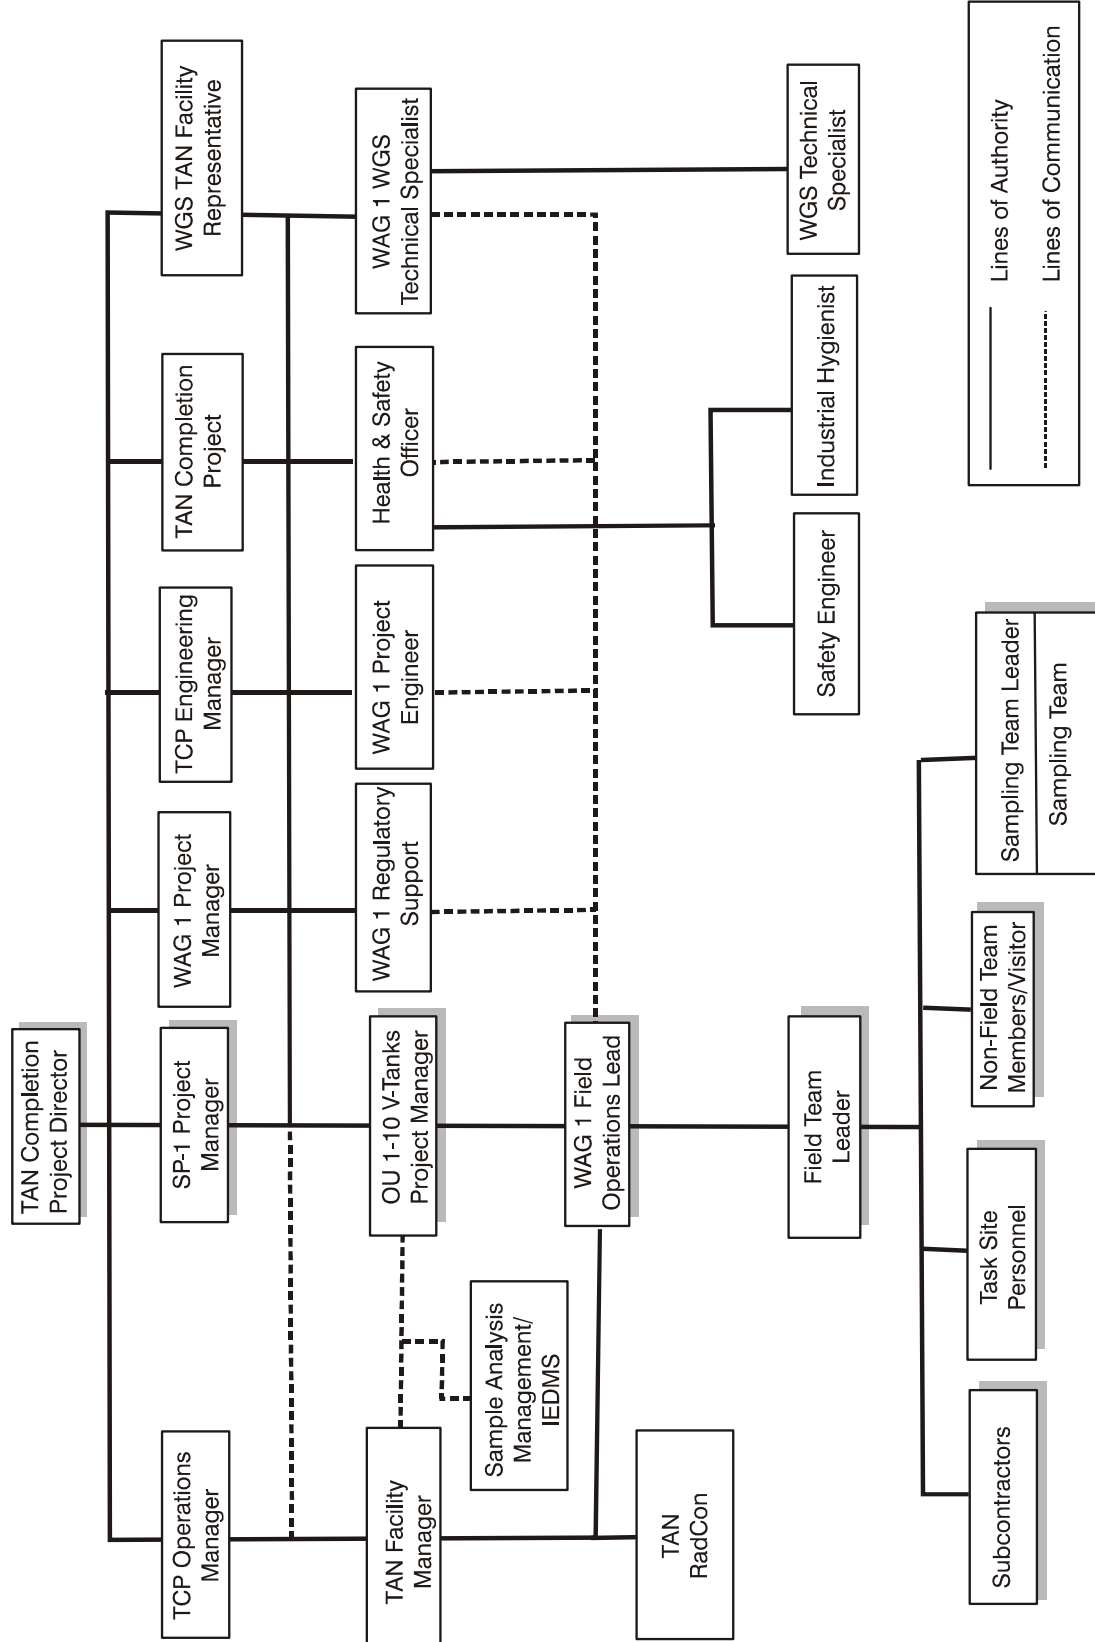 TAN Completion
Project Director
TCP Operations
Manager
SP-1 Project
Manager
WAG 1 Project
Manager
TCP Engineering
Manager
TAN Completion
Project
WGS TAN Facility
Representative
TAN Facility
Manager
OU 1-10 V-Tanks
Project Manager
WAG 1 Regulatory
Support
WAG 1 Project
Engineer
Health & Safety
Officer
WAG 1 WGS
Technical Specialist
Sample Analysis
Management/
IEDMS
WAG 1 Field
Operations Lead
TAN
RadCon
Field Team
Leader
Safety Engineer
Industrial Hygienist
WGS Technical
Specialist
Subcontractors
Task Site
Personnel
Non-Field Team
Members/Visitor
Sampling Team Leader
Sampling Team
Lines of Authority
Lines of Communication